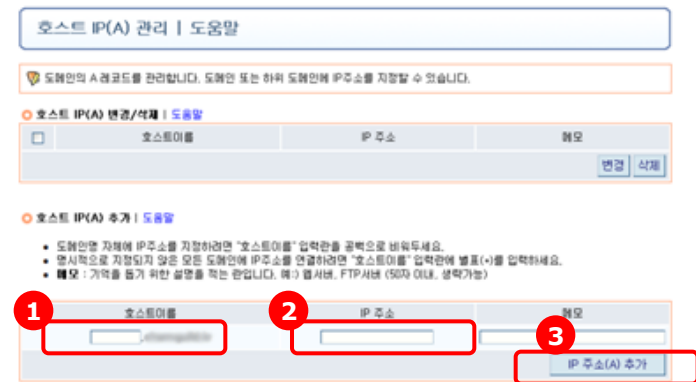 호스트 IP(A) 관리 | 도움말
도메인의 A 레코드를 관리합니다. 도메인 또는 하위 도메인에 IP주소를 지정할 수 있습니다.
호스트 IP(A) 변경/삭제 | 도움말
호스트이름 IP 주소 메모
변경 삭제
호스트 IP(A) 추가 | 도움말
• 도메인명 자체에 IP주소를 지정하려면 "호스트이름" 입력란을 공백으로 비워두세요.
• 명시적으로 지정되지 않은 모든 도메인에 IP주소를 연결하려면 "호스트이름" 입력란에 별표(*)를 입력하세요.
• 메모 : 기억을 돕기 위한 설명을 적는 란입니다. 예:) 웹서버, FTP서버 (50자 이내, 생략가능)
1 호스트이름 2 IP 주소 메모
3
IP 주소(A) 추가